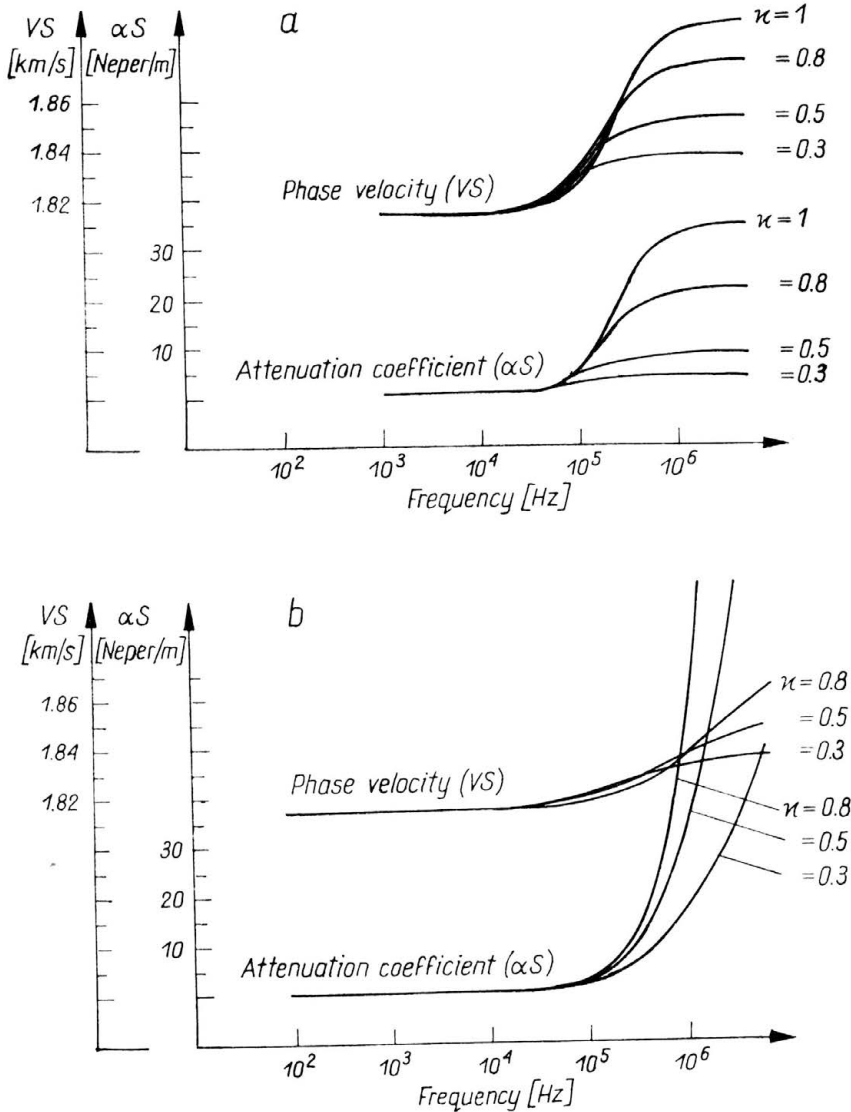 a
VS αS
[km/s] [Neper/m]
1.86
1.84
1.82
30
20
10
Phase velocity (VS)
Attenuation coefficient (αS)
ϰ=1
=0.8
=0.5
=0.3
ϰ=1
=0.8
=0.5
=0.3
10² 10³ 10⁴ 10⁵ 10⁶
Frequency [Hz]
b
VS αS
[km/s] [Neper/m]
1.86
1.84
1.82
30
20
10
Phase velocity (VS)
Attenuation coefficient (αS)
ϰ=0.8
=0.5
=0.3
ϰ=0.8
=0.5
=0.3
10² 10³ 10⁴ 10⁵ 10⁶
Frequency [Hz]